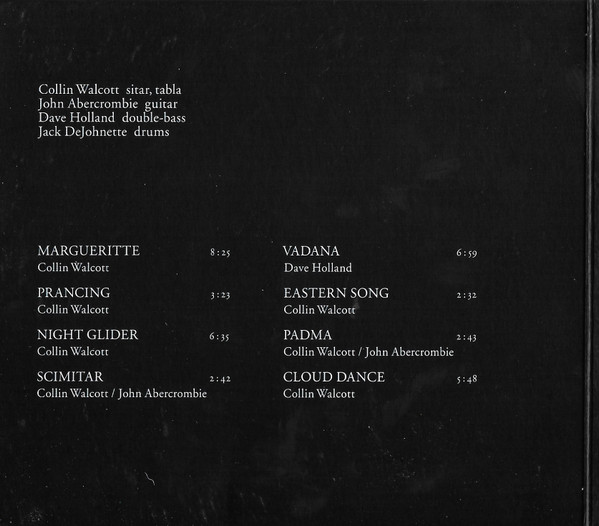 Collin Walcott sitar, tabla
John Abercrombie guitar
Dave Holland double-bass
Jack DeJohnette drums
MARGUERITTE 8:25
Collin Walcott
PRANCING 3:23
Collin Walcott
NIGHT GLIDER 6:35
Collin Walcott
SCIMITAR 2:42
Collin Walcott / John Abercrombie
VADANA 6:59
Dave Holland
EASTERN SONG 2:32
Collin Walcott
PADMA 2:43
Collin Walcott / John Abercrombie
CLOUD DANCE 5:48
Collin Walcott